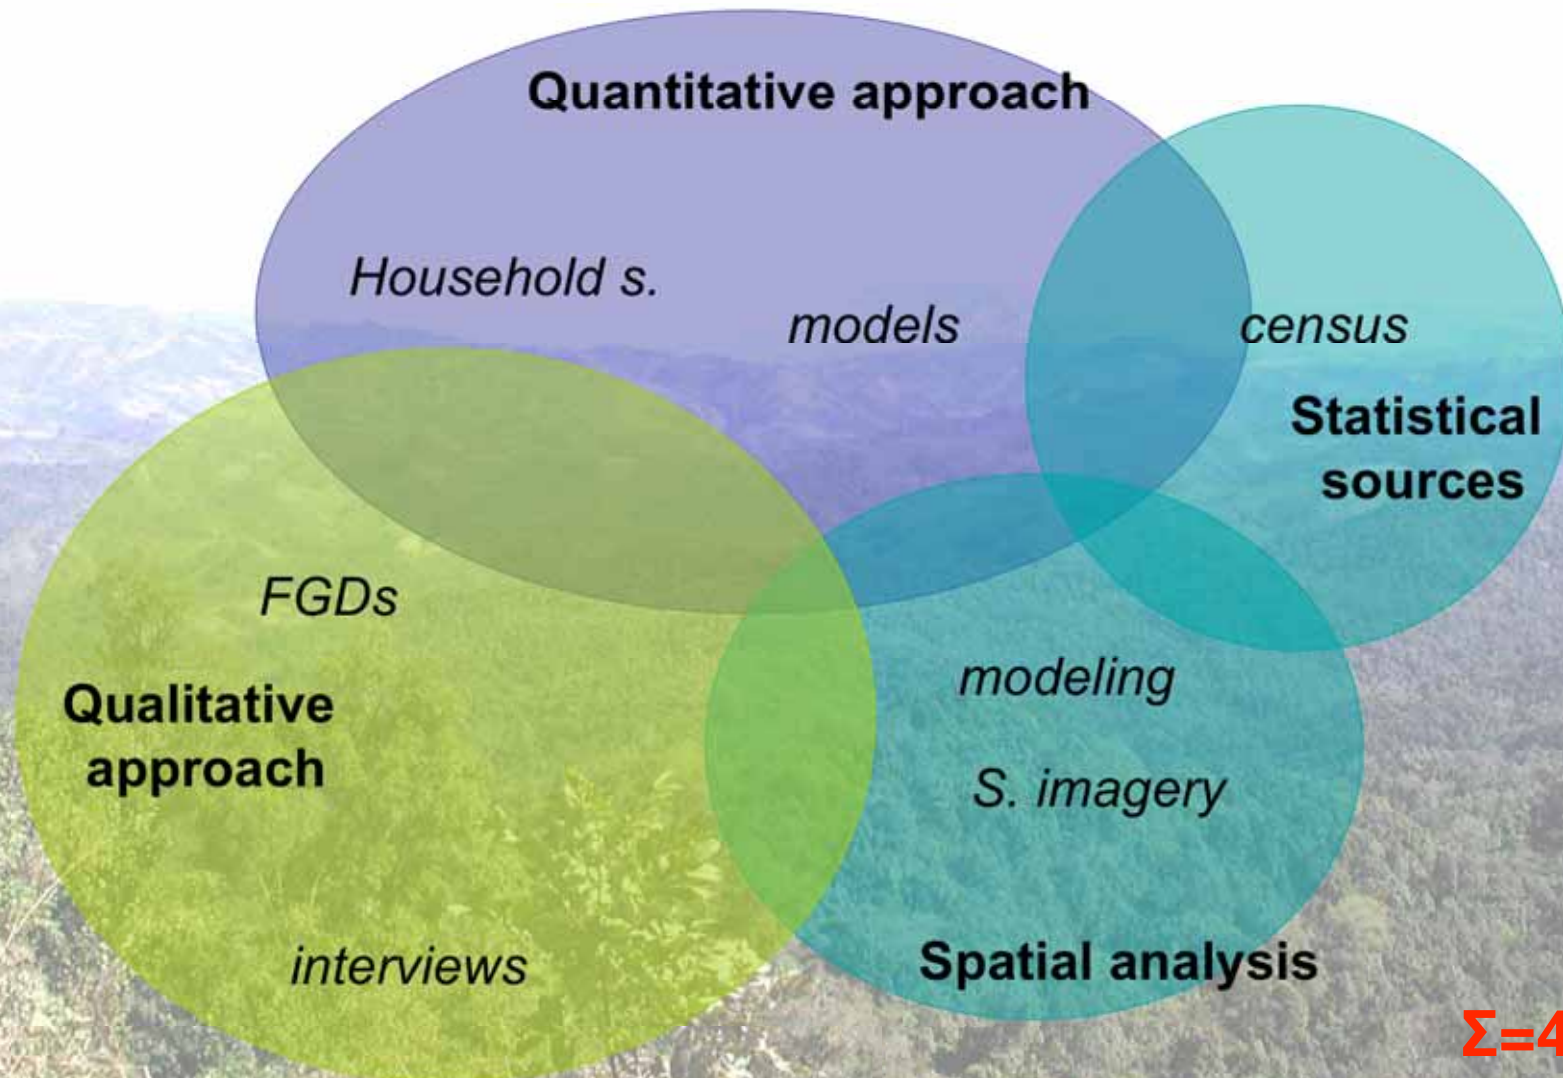 Quantitative approach
Household s.
models
census
Statistical
sources
FGDs
Qualitative
approach
modeling
S. imagery
interviews
Spatial analysis
Σ=4